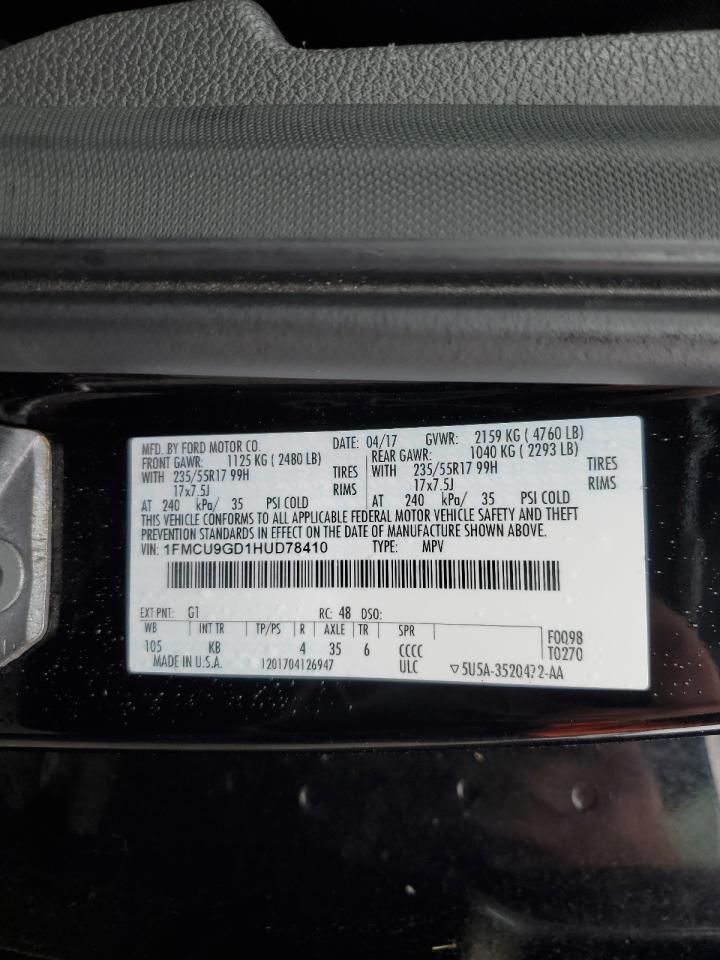 MFD. BY FORD MOTOR CO. DATE: 04/17 GVWR: 2159 KG ( 4760 LB)
FRONT GAWR: 1125 KG ( 2480 LB) REAR GAWR: 1040 KG ( 2293 LB)
WITH 235/55R17 99H TIRES WITH 235/55R17 99H TIRES
17x7.5J RIMS 17x7.5J RIMS
AT 240 kPa/ 35 PSI COLD AT 240 kPa/ 35 PSI COLD
THIS VEHICLE CONFORMS TO ALL APPLICABLE FEDERAL MOTOR VEHICLE SAFETY AND THEFT
PREVENTION STANDARDS IN EFFECT ON THE DATE OF MANUFACTURE SHOWN ABOVE.
VIN: 1FMCU9GD1HUD78410 TYPE: MPV
EXT PNT: G1 RC: 48 DSO:
WB INT TR TP/PS R AXLE TR SPR F0098
105 KB 4 35 6 CCCC T0270
MADE IN U.S.A. 1201704126947 ULC ▽5U5A-3520472-AA